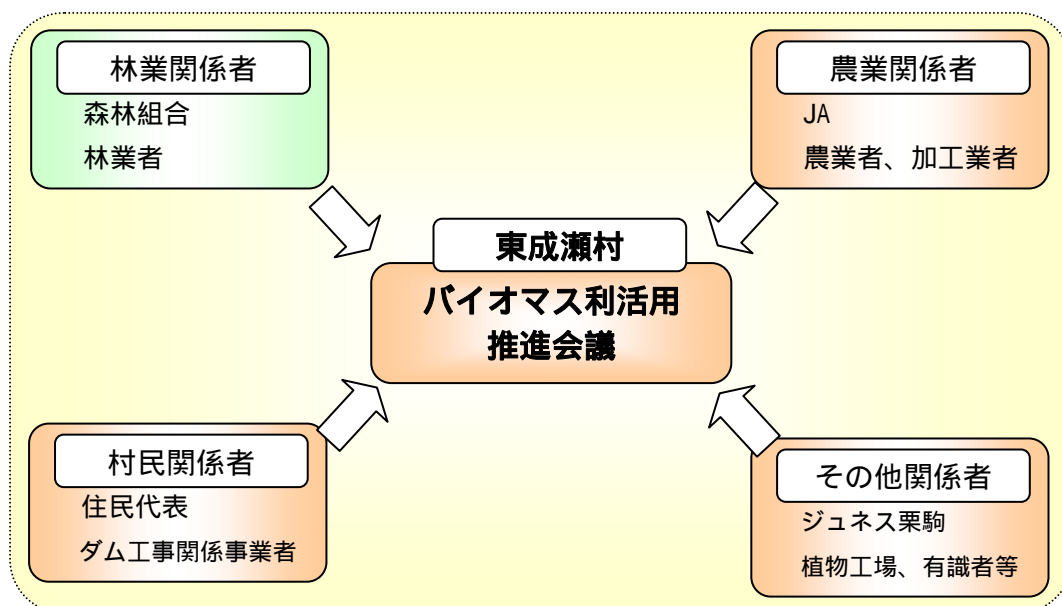 林業関係者
森林組合
林業者
農業関係者
JA
農業者、加工業者
東成瀬村
バイオマス利活用
推進会議
村民関係者
住民代表
ダム工事関係事業者
その他関係者
ジュネス栗駒
植物工場、有識者等